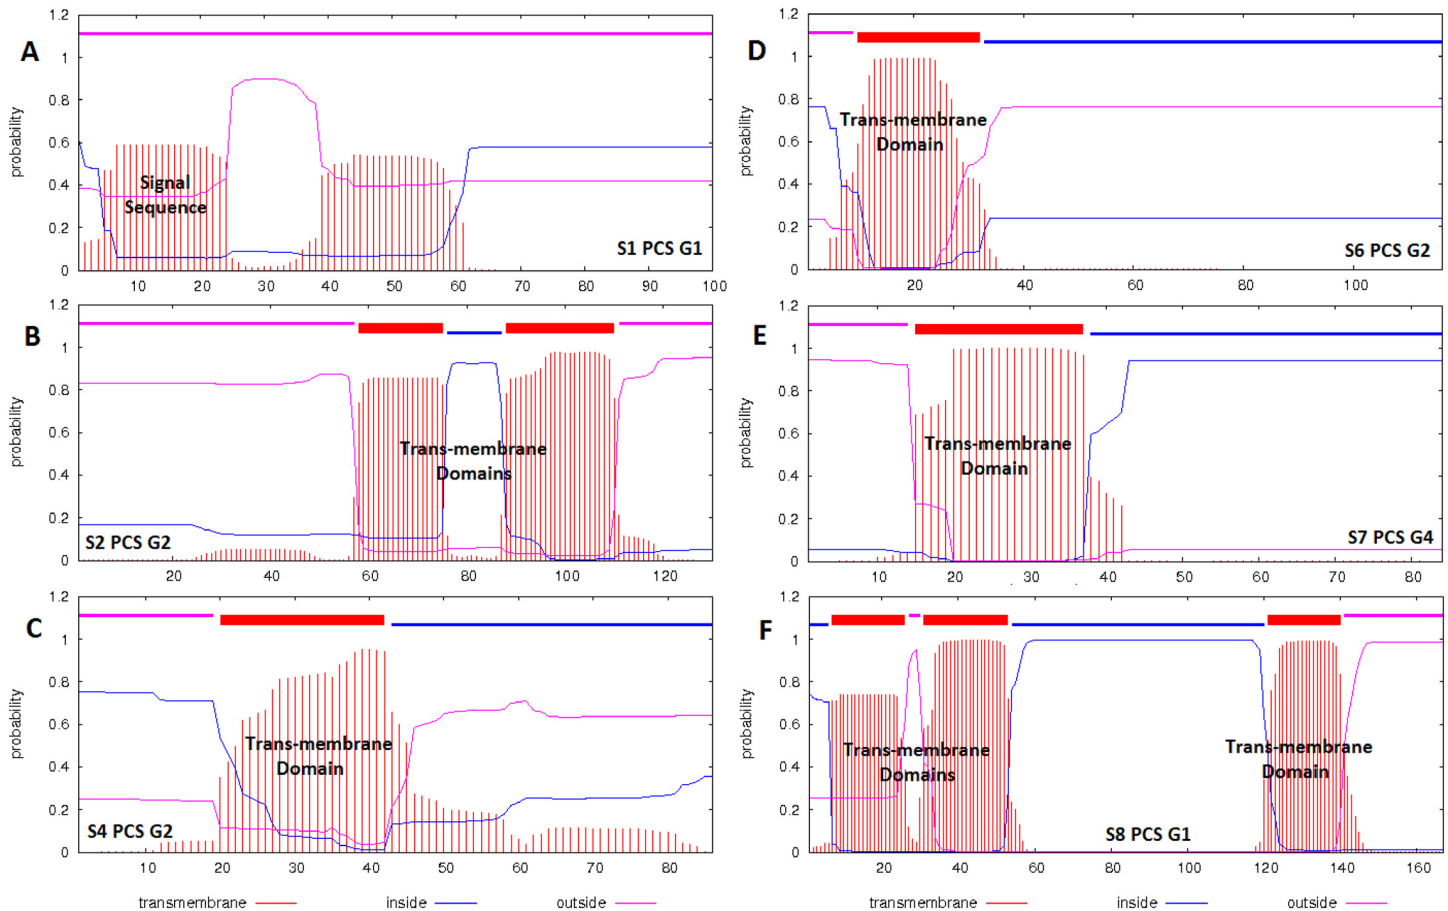 A
1.2
1
0.8
0.6
0.4
0.2
0
probability
Signal
Sequence
S1 PCS G1
10 20 30 40 50 60 70 80 90 100
B
1.2
1
0.8
0.6
0.4
0.2
0
probability
Trans-membrane
Domains
S2 PCS G2
20 40 60 80 100 120
C
1.2
1
0.8
0.6
0.4
0.2
0
probability
Trans-membrane
Domain
S4 PCS G2
10 20 30 40 50 60 70 80
transmembrane inside outside
D
1.2
1
0.8
0.6
0.4
0.2
0
probability
Trans-membrane
Domain
S6 PCS G2
20 40 60 80 100
E
1.2
1
0.8
0.6
0.4
0.2
0
probability
Trans-membrane
Domain
S7 PCS G4
10 20 30 40 50 60 70 80
F
1.2
1
0.8
0.6
0.4
0.2
0
probability
Trans-membrane
Domains
Trans-membrane
Domain
S8 PCS G1
20 40 60 80 100 120 140 160
transmembrane inside outside